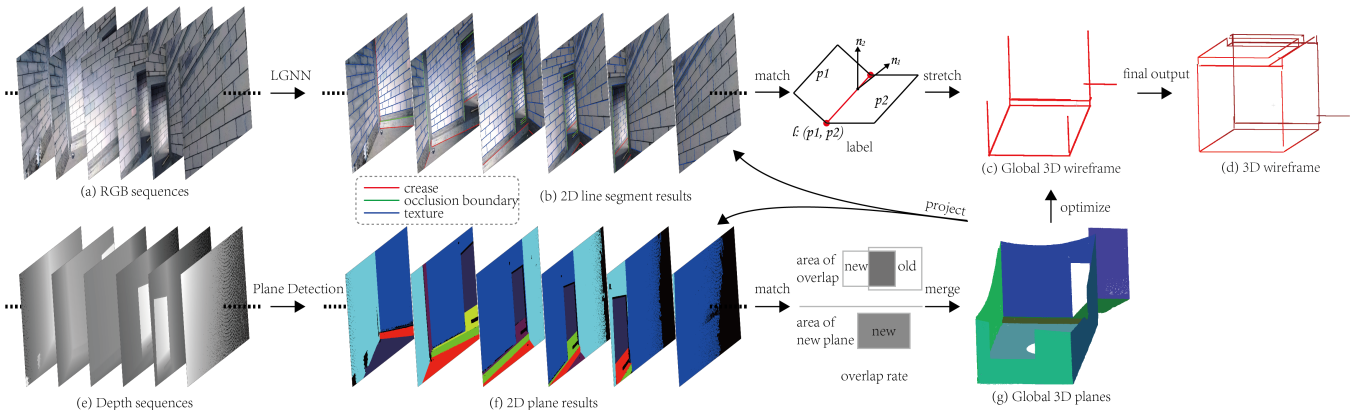 LGNN
(a) RGB sequences
crease
occlusion boundary
texture
(b) 2D line segment results
match
p1
n2
n1
p2
l: (p1, p2)
label
stretch
(c) Global 3D wireframe
final output
(d) 3D wireframe
project
optimize
Plane Detection
(e) Depth sequences
(f) 2D plane results
match
area of
overlap
new
old
area of
new plane
new
overlap rate
merge
(g) Global 3D planes